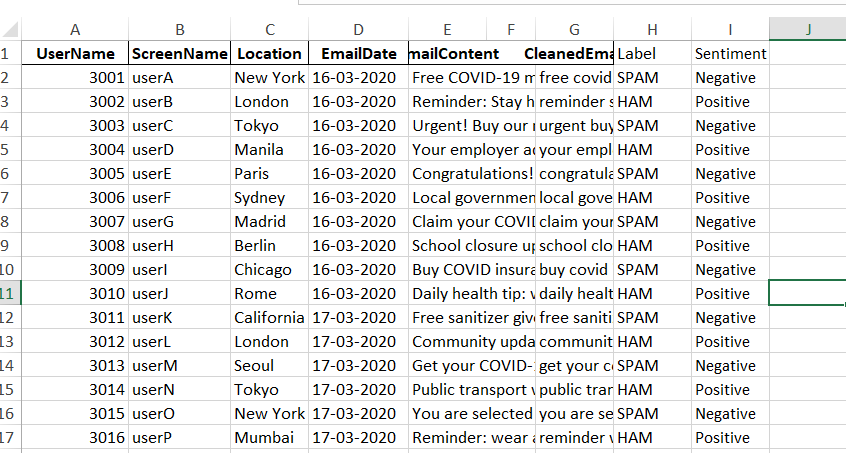 A B C D E F G H I J
1 UserName ScreenName Location EmailDate mailContent CleanedEma Label Sentiment
2 3001 userA New York 16-03-2020 Free COVID-19 m free covid SPAM Negative
3 3002 userB London 16-03-2020 Reminder: Stay h reminder s HAM Positive
4 3003 userC Tokyo 16-03-2020 Urgent! Buy our urgent buy SPAM Negative
5 3004 userD Manila 16-03-2020 Your employer a your empl HAM Positive
6 3005 userE Paris 16-03-2020 Congratulations! congratula SPAM Negative
7 3006 userF Sydney 16-03-2020 Local governmen local gove HAM Positive
8 3007 userG Madrid 16-03-2020 Claim your COVI claim your SPAM Negative
9 3008 userH Berlin 16-03-2020 School closure up school clo HAM Positive
10 3009 userI Chicago 16-03-2020 Buy COVID insura buy covid SPAM Negative
11 3010 userJ Rome 16-03-2020 Daily health tip: daily healt HAM Positive
12 3011 userK California 17-03-2020 Free sanitizer giv free saniti SPAM Negative
13 3012 userL London 17-03-2020 Community upda communit HAM Positive
14 3013 userM Seoul 17-03-2020 Get your COVID- get your c SPAM Negative
15 3014 userN Tokyo 17-03-2020 Public transport public tran HAM Positive
16 3015 userO New York 17-03-2020 You are selected you are se SPAM Negative
17 3016 userP Mumbai 17-03-2020 Reminder: wear reminder HAM Positive